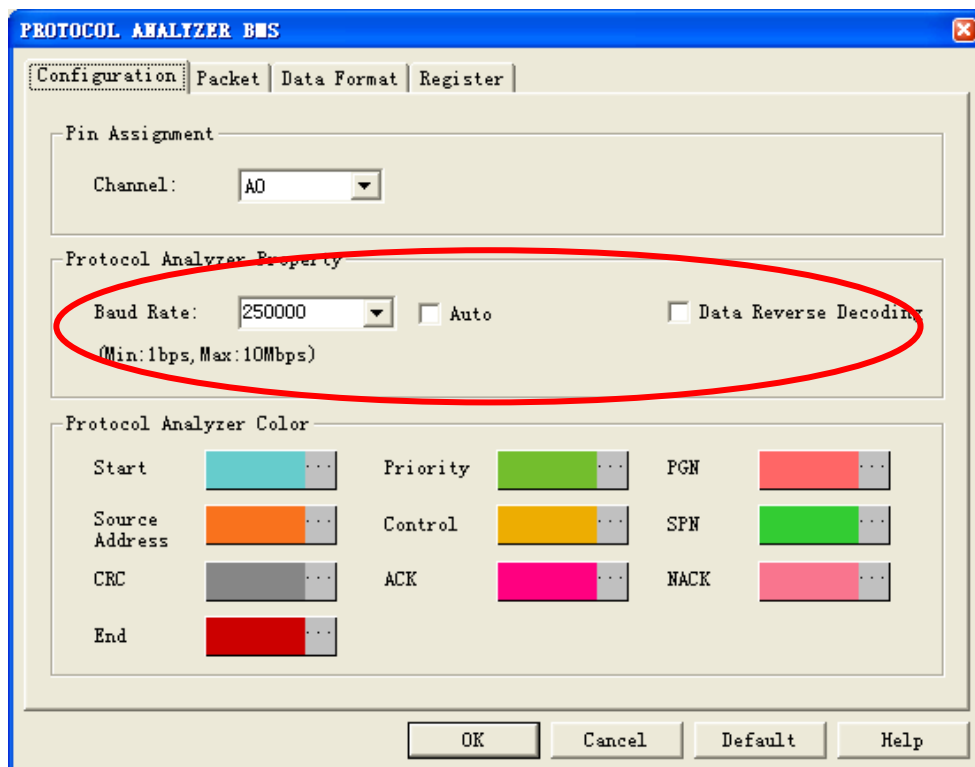 PROTOCOL ANALYZER BMS
Configuration Packet Data Format Register
Pin Assignment
Channel: A0
Protocol Analyzer Property
Baud Rate: 250000 Auto Data Reverse Decoding
(Min:1bps,Max:10Mbps)
Protocol Analyzer Color
Start ... Priority ... PGN ...
Source Address ... Control ... SPN ...
CRC ... ACK ... NACK ...
End ...
OK Cancel Default Help